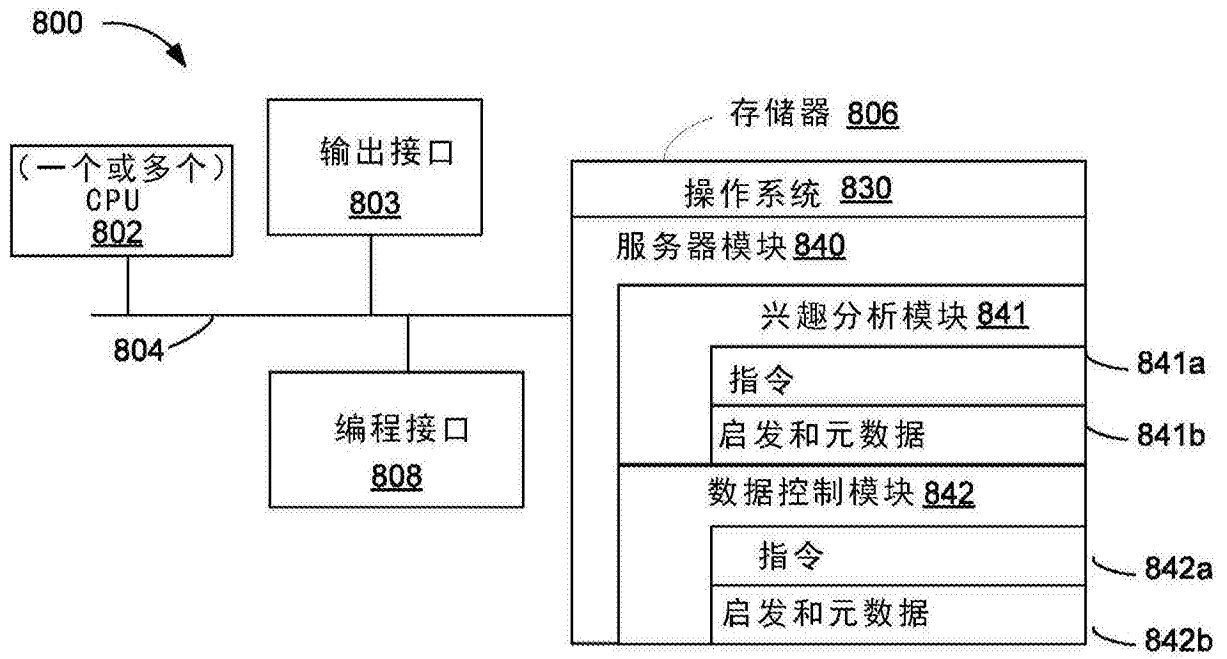 800
(一个或多个)
CPU
802
输出接口
803
804
编程接口
808
存储器 806
操作系统 830
服务器模块 840
兴趣分析模块 841
指令
841a
启发和元数据
841b
数据控制模块 842
指令
842a
启发和元数据
842b